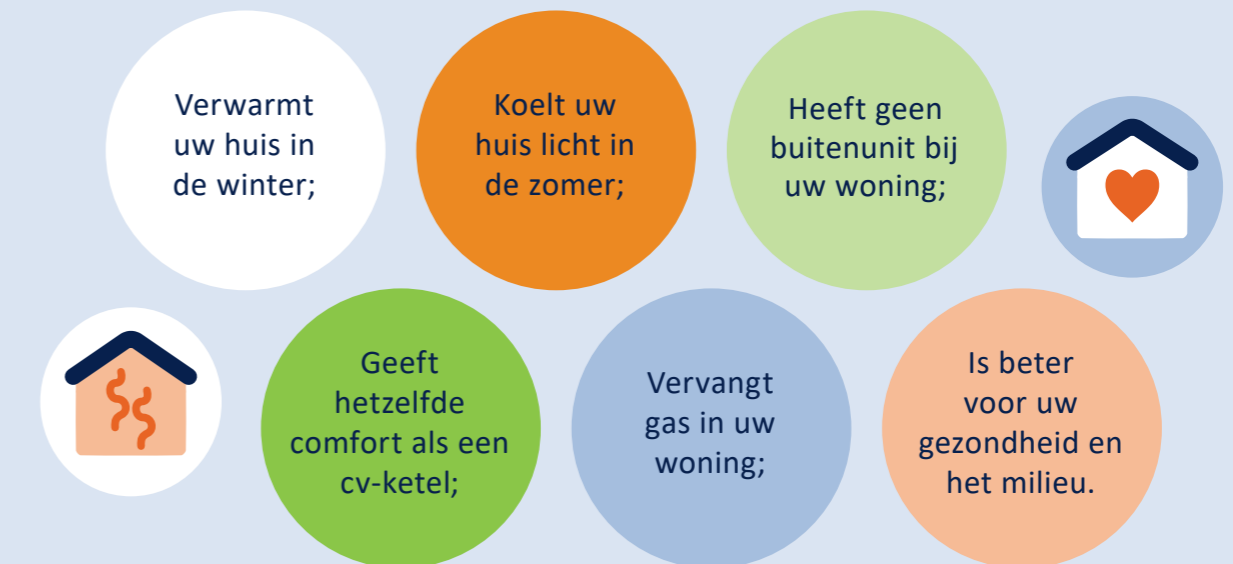 Verwarmt
uw huis in
de winter;
Koelt uw
huis licht in
de zomer;
Heeft geen
buitenunit bij
uw woning;
Geeft
hetzelfde
comfort als een
cv-ketel;
Vervangt
gas in uw
woning;
Is beter
voor uw
gezondheid en
het milieu.